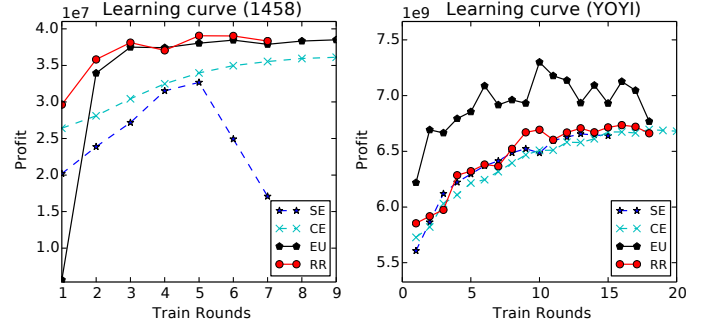 Learning curve (1458)
1e7
4.0
3.5
3.0
2.5
2.0
1.5
1.0
Profit
1 2 3 4 5 6 7 8 9
Train Rounds
SE
CE
EU
RR
Learning curve (YOYI)
1e9
7.5
7.0
6.5
6.0
5.5
Profit
0 5 10 15 20
Train Rounds
SE
CE
EU
RR